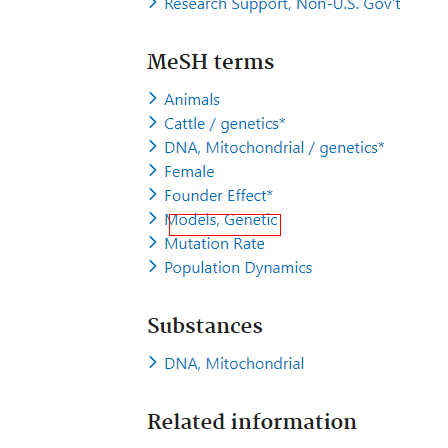 Research Support, Non-U.S. Gov't
MeSH terms
Animals
Cattle / genetics*
DNA, Mitochondrial / genetics*
Female
Founder Effect*
Models, Genetic
Mutation Rate
Population Dynamics
Substances
DNA, Mitochondrial
Related information